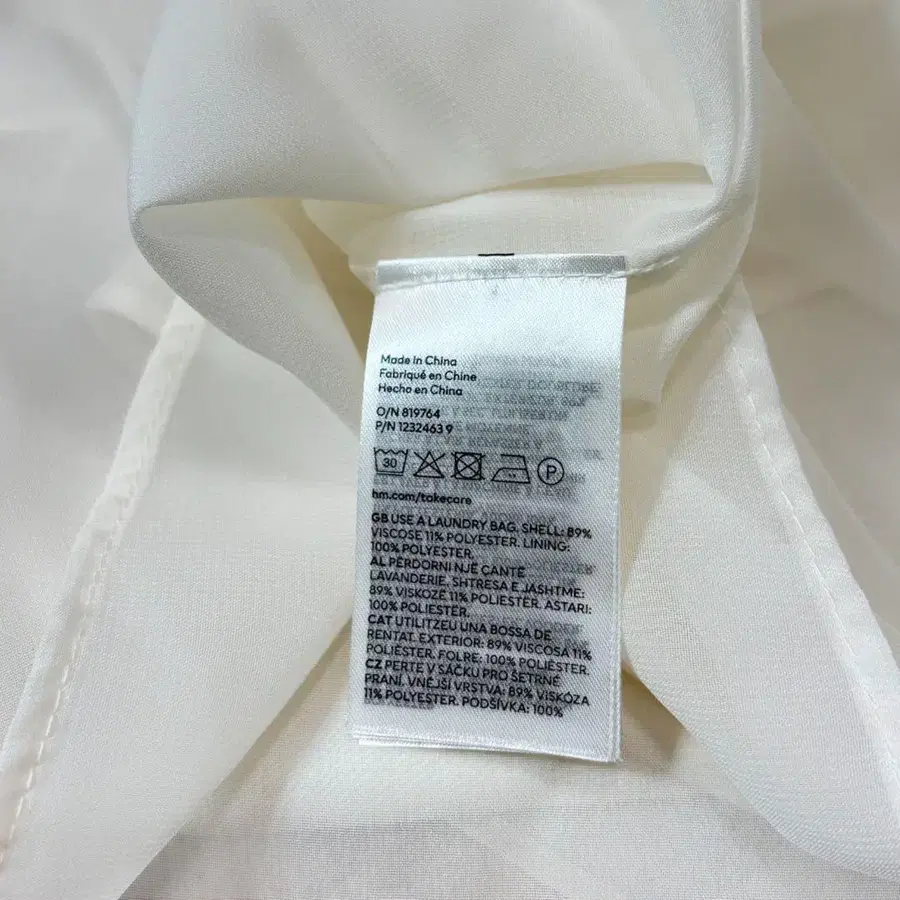 Made in China
Fabriqué en Chine
Hecho en China
O/N 819764
P/N 1232463 9
30
P
hm.com/takecare
GB USE A LAUNDRY BAG. SHELL: 89%
VISCOSE 11% POLYESTER. LINING:
100% POLYESTER.
AL PËRDORNI NJË ÇANTË
LAVANDERIE. SHTRESA E JASHTME:
89% VISKOZË 11% POLIESTËR. ASTARI:
100% POLIESTËR.
CAT UTILITZEU UNA BOSSA DE
RENTAT. EXTERIOR: 89% VISCOSA 11%
POLIÈSTER. FOLRE: 100% POLIÈSTER.
CZ PERTE V SÁČKU PRO ŠETRNÉ
PRANÍ. VNĚJŠÍ VRSTVA: 89% VISKÓZA
11% POLYESTER. PODŠÍVKA: 100%